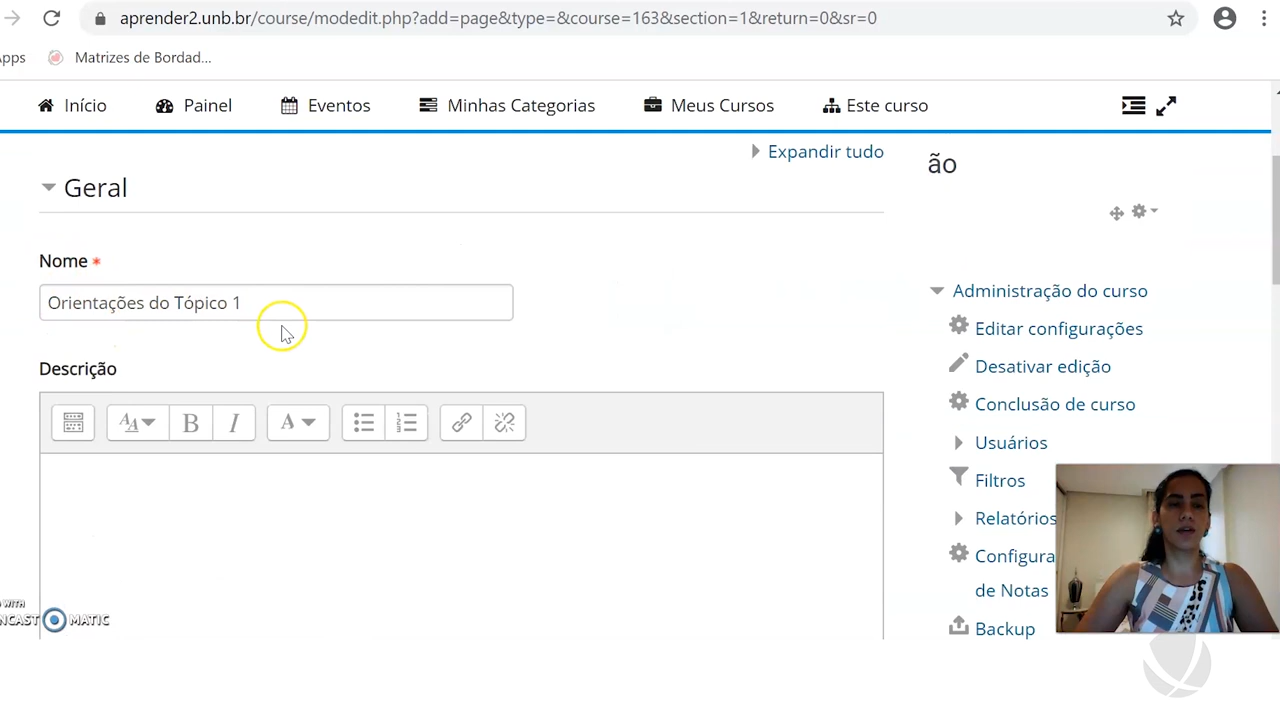 aprender2.unb.br/course/modedit.php?add=page&type=&course=163&section=1&return=0&sr=0
Apps Matrizes de Bordad...
Início Painel Eventos Minhas Categorias Meus Cursos Este curso
Expandir tudo
ão
Geral
Nome *
Orientações do Tópico 1
Descrição
B I A
Administração do curso
Editar configurações
Desativar edição
Conclusão de curso
Usuários
Filtros
Relatórios
Configura
de Notas
Backup
WITH
NCAST MATIC